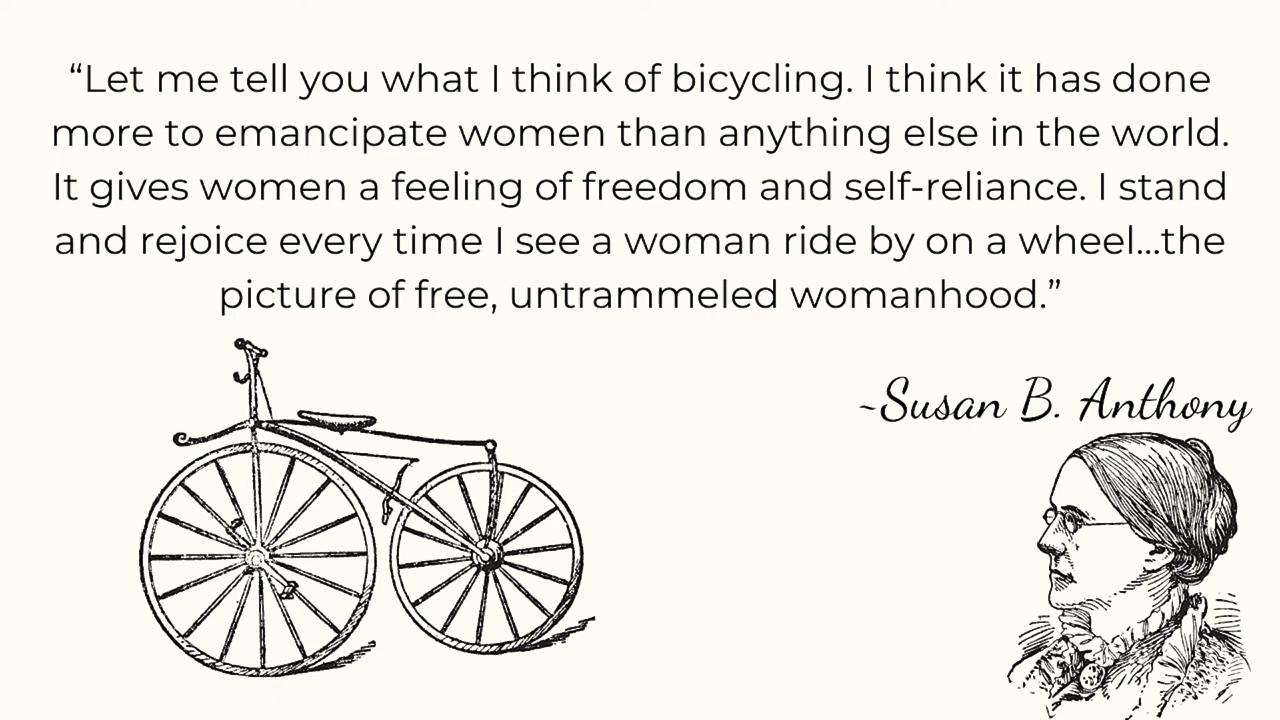 “Let me tell you what I think of bicycling. I think it has done
more to emancipate women than anything else in the world.
It gives women a feeling of freedom and self-reliance. I stand
and rejoice every time I see a woman ride by on a wheel...the
picture of free, untrammeled womanhood.”
~Susan B. Anthony